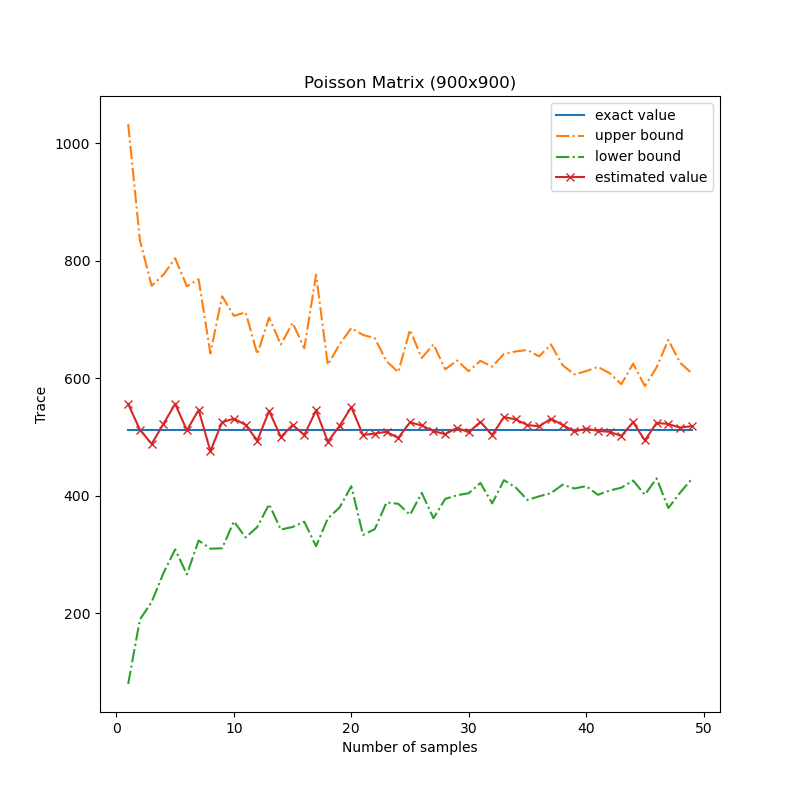 Poisson Matrix (900x900)
exact value
upper bound
lower bound
estimated value
Trace
1000
800
600
400
200
0 10 20 30 40 50
Number of samples